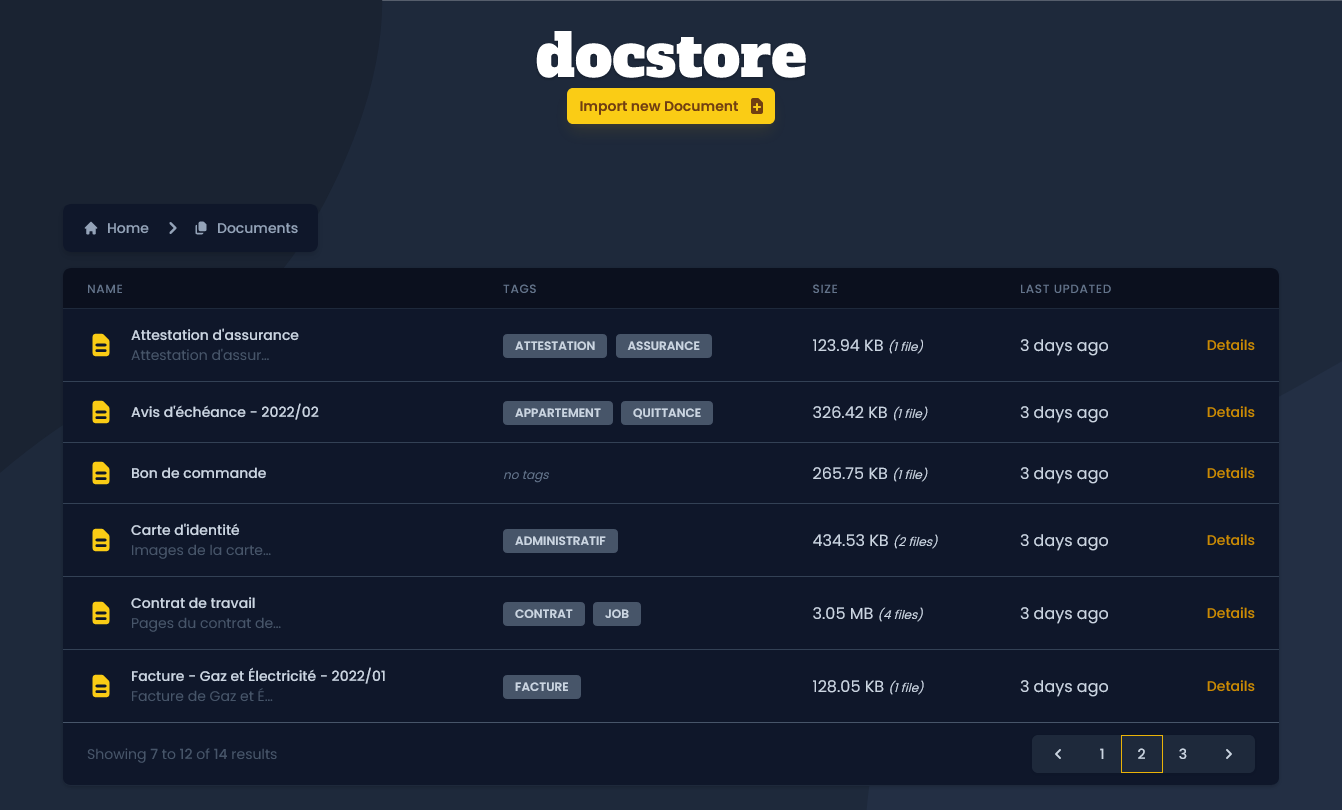 docstore
Import new Document
Home Documents
NAME TAGS SIZE LAST UPDATED
Attestation d'assurance
Attestation d'assur...
ATTESTATION ASSURANCE 123.94 KB (1 file) 3 days ago Details
Avis d'échéance - 2022/02 APPARTEMENT QUITTANCE 326.42 KB (1 file) 3 days ago Details
Bon de commande no tags 265.75 KB (1 file) 3 days ago Details
Carte d'identité
Images de la carte...
ADMINISTRATIF 434.53 KB (2 files) 3 days ago Details
Contrat de travail
Pages du contrat de...
CONTRAT JOB 3.05 MB (4 files) 3 days ago Details
Facture - Gaz et Électricité - 2022/01
Facture de Gaz et É...
FACTURE 128.05 KB (1 file) 3 days ago Details
Showing 7 to 12 of 14 results 1 2 3